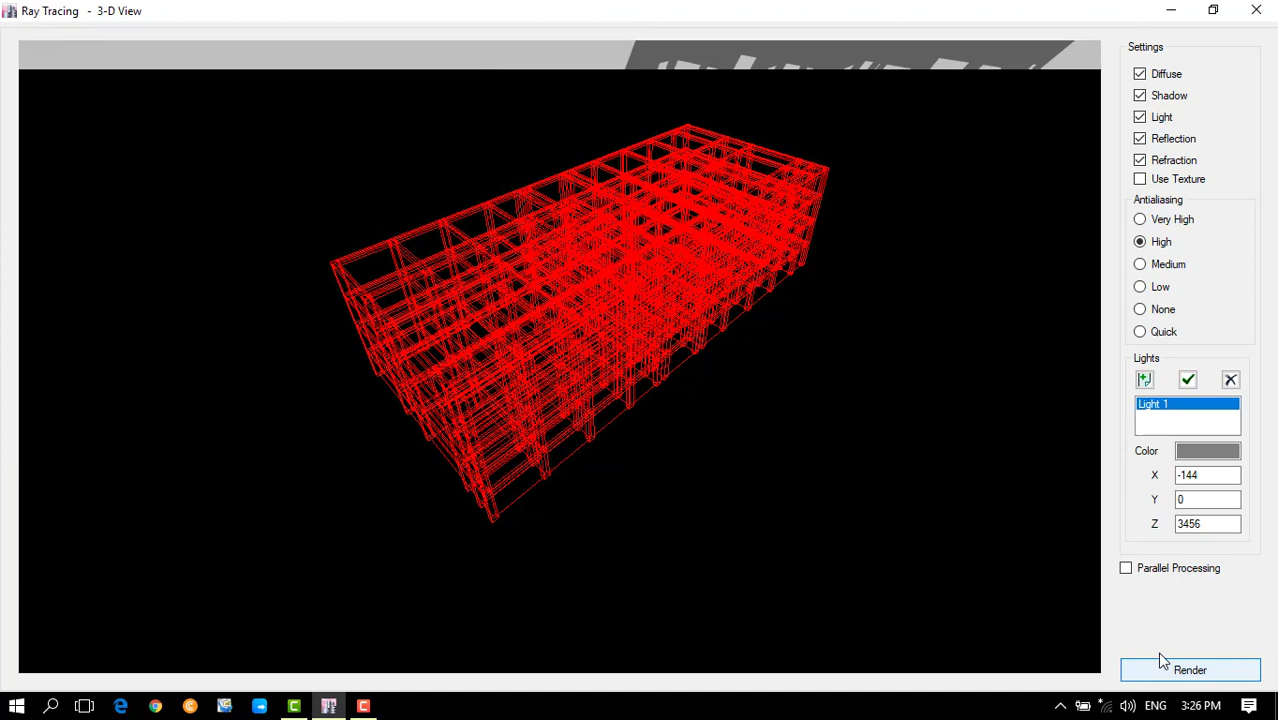 Ray Tracing - 3-D View
Settings
Diffuse
Shadow
Light
Reflection
Refraction
Use Texture
Antialiasing
Very High
High
Medium
Low
None
Quick
Lights
Light 1
Color
X -144
Y 0
Z 3456
Parallel Processing
Render
ENG 3:26 PM